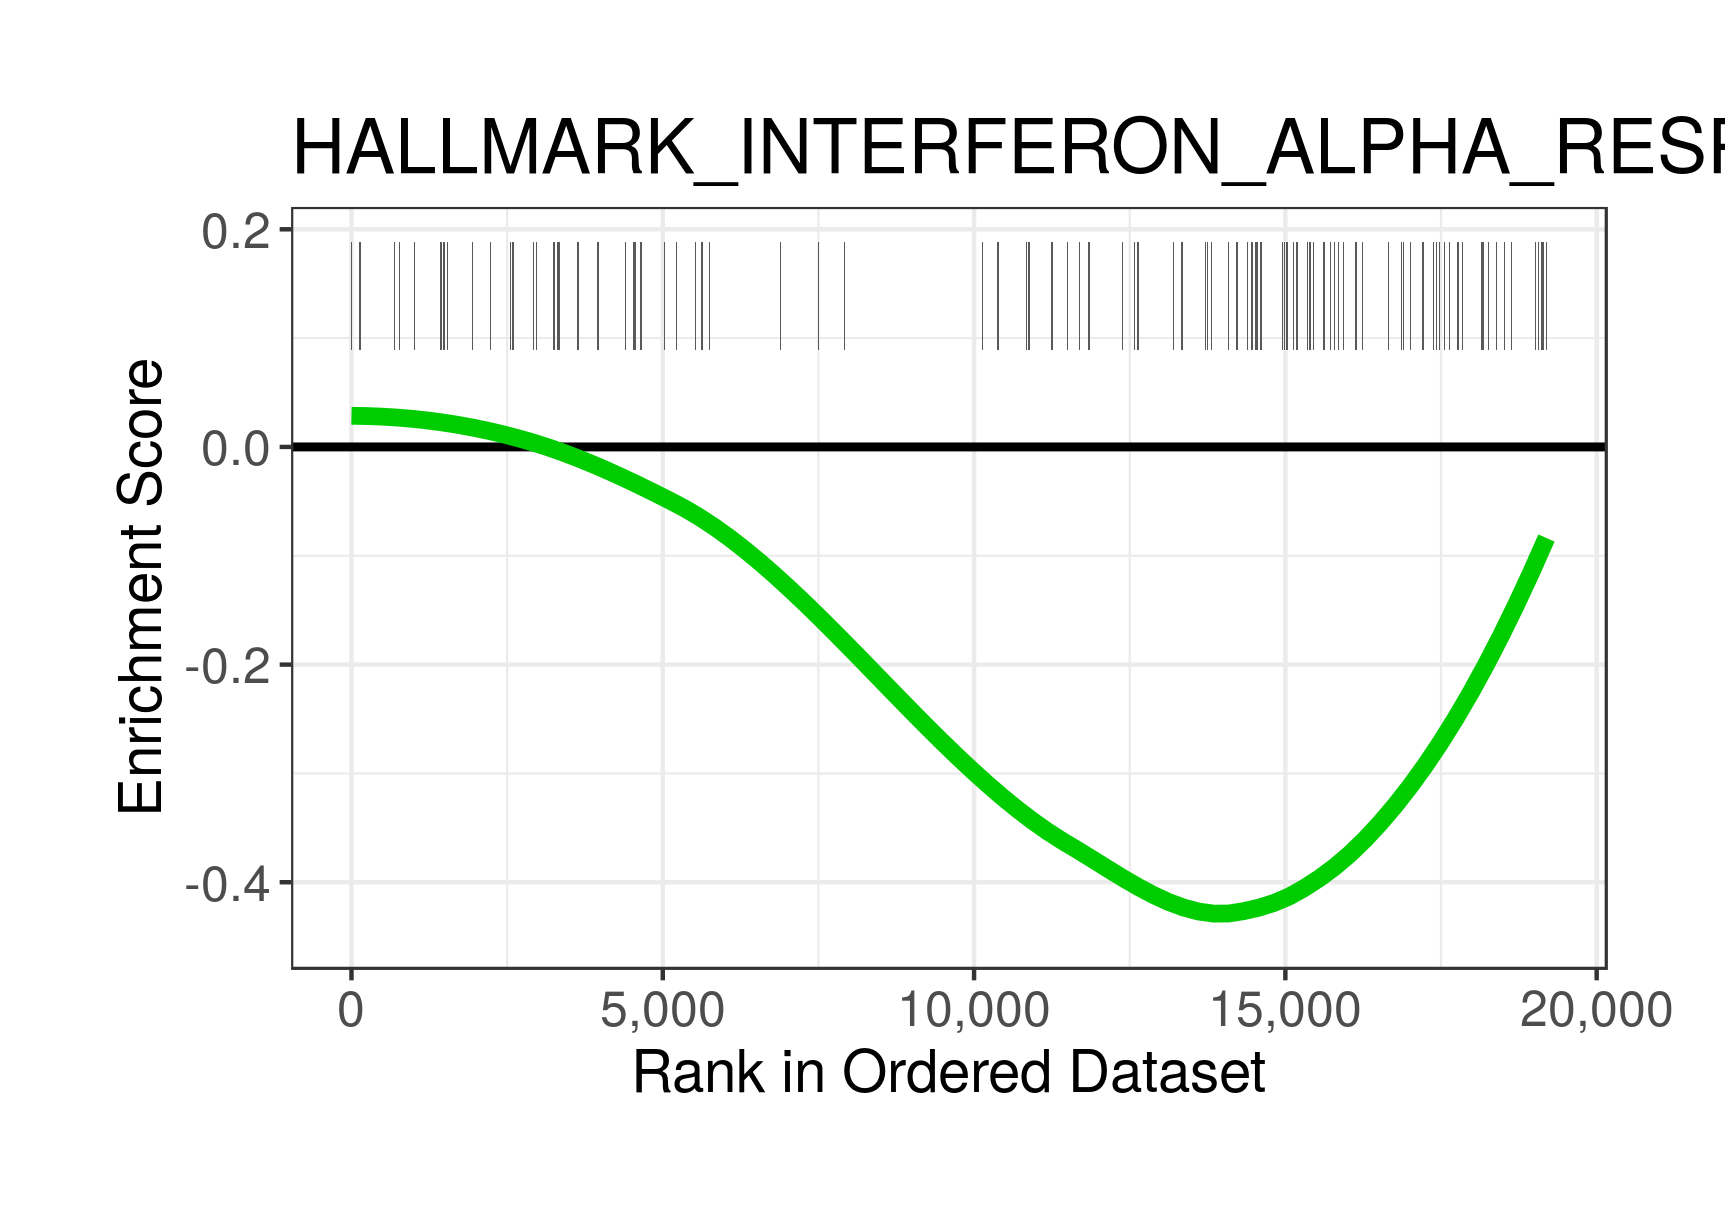 HALLMARK_INTERFERON_ALPHA_RESP
0.2
0.0
-0.2
-0.4
Enrichment Score
0 5,000 10,000 15,000 20,000
Rank in Ordered Dataset